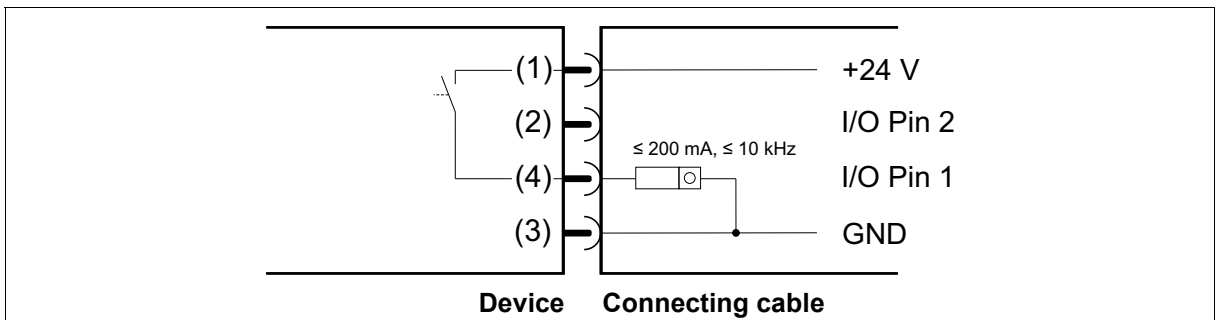 (1) +24 V
(2) I/O Pin 2
≤ 200 mA, ≤ 10 kHz
(4) I/O Pin 1
(3) GND
Device Connecting cable